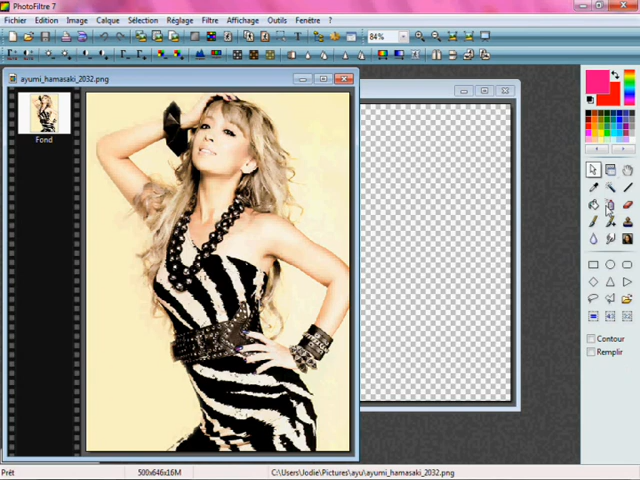 PhotoFiltre 7
Fichier Edition Image Calque Sélection Réglage Filtre Affichage Outils Fenêtre ?
84%
ayumi_hamasaki_2032.png
Fond
Contour
Remplir
Prêt 500x646x16M C:\Users\Jodie\Pictures\ayu\ayumi_hamasaki_2032.png